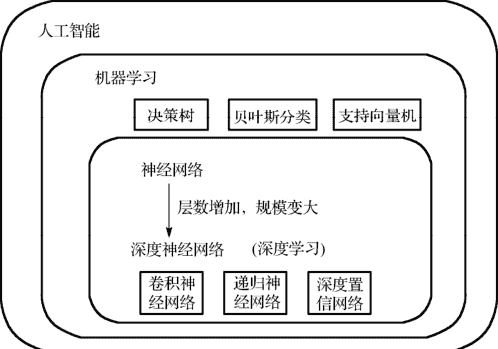 人工智能
机器学习
决策树
贝叶斯分类
支持向量机
神经网络
层数增加，规模变大
深度神经网络 (深度学习)
卷积神
经网络
递归神
经网络
深度置
信网络